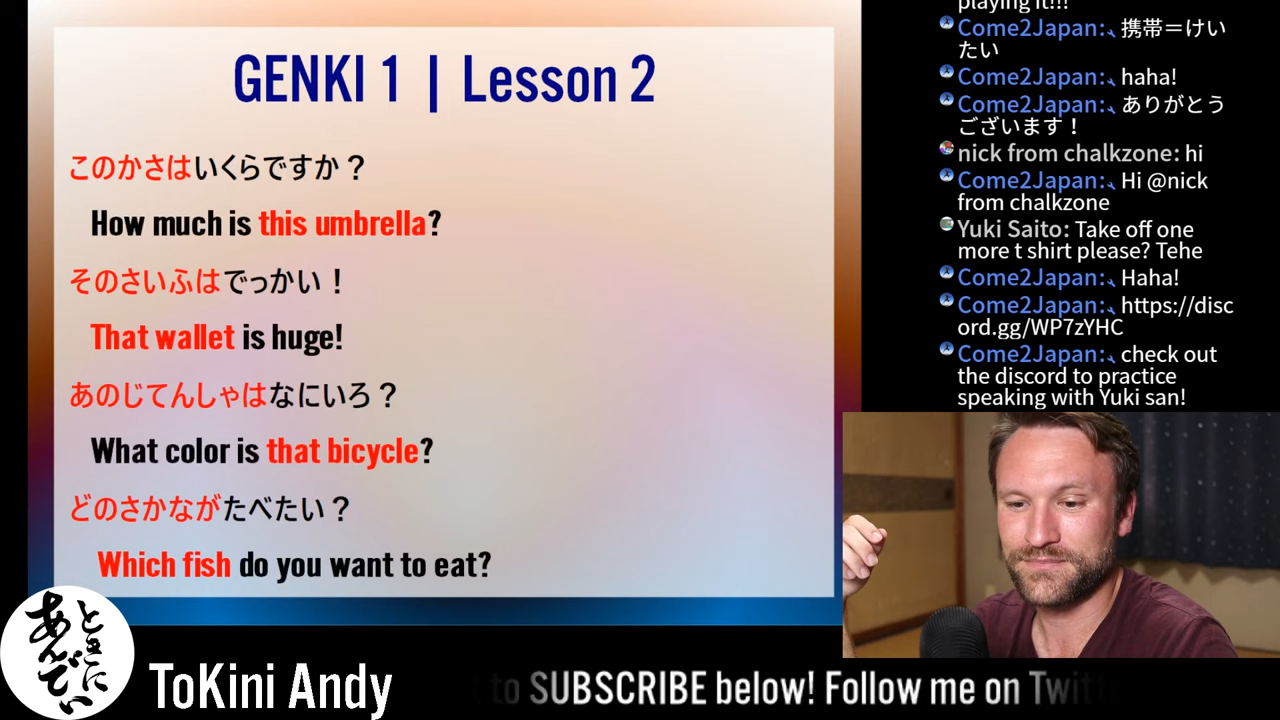 GENKI 1 | Lesson 2
このかさはいくらですか？
How much is this umbrella?
そのさいふはでっかい！
That wallet is huge!
あのじてんしゃはなにいろ？
What color is that bicycle?
どのさかながたべたい？
Which fish do you want to eat?
playing it!!!
Come2Japan:、携帯＝けい
たい
Come2Japan:、haha!
Come2Japan:、ありがとう
ございます！
nick from chalkzone: hi
Come2Japan:、Hi @nick
from chalkzone
Yuki Saito: Take off one
more t shirt please? Tehe
Come2Japan:、Haha!
Come2Japan:、https://disc
ord.gg/WP7zYHC
Come2Japan:、check out
the discord to practice
speaking with Yuki san!
ときに
あんでぃ
ToKini Andy
to SUBSCRIBE below! Follow me on Twitt